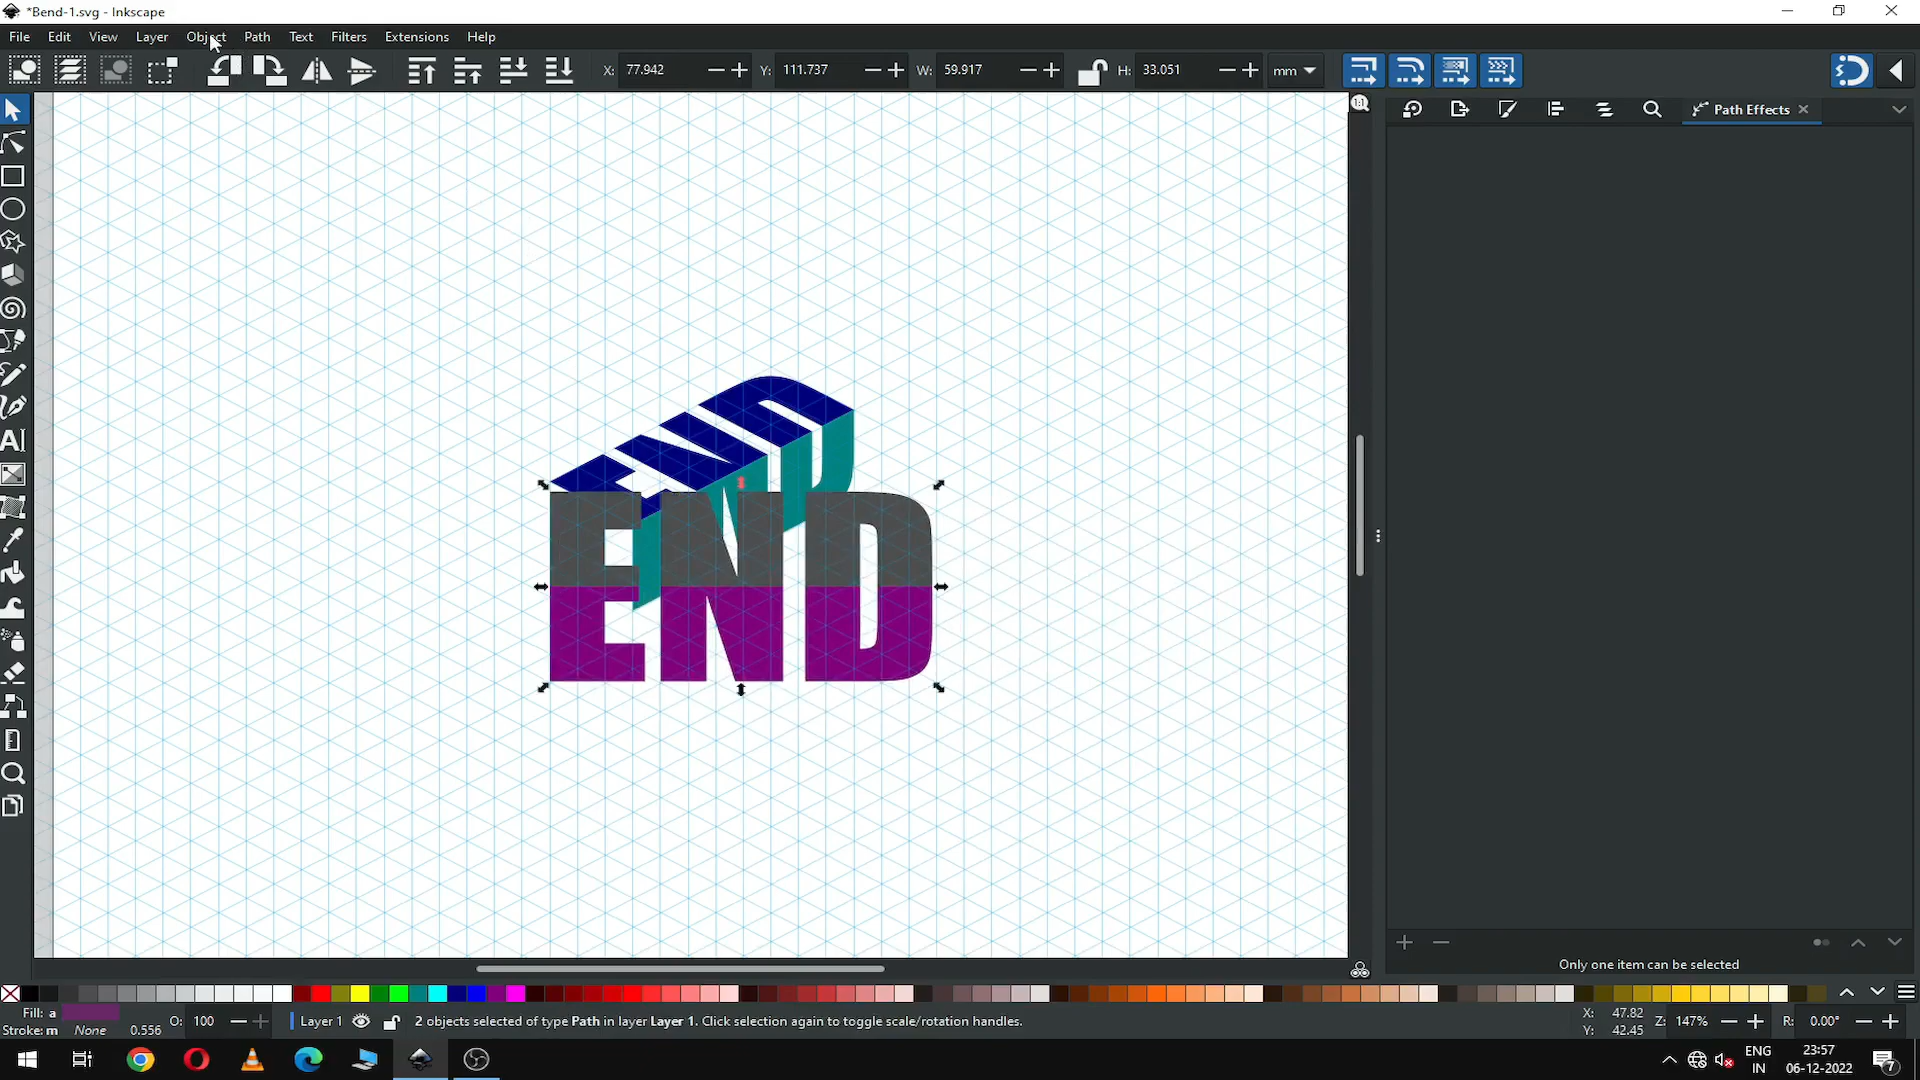 *Bend-1.svg - Inkscape
File Edit View Layer Object Path Text Filters Extensions Help
X: 77.942 Y: 111.737 W: 59.917 H: 33.051 mm
Path Effects
END
END
Only one item can be selected
Fill: a
Stroke: m None 0.556 O: 100 Layer 1 2 objects selected of type Path in layer Layer 1. Click selection again to toggle scale/rotation handles.
X: 47.82
Y: 42.45
Z: 147% R: 0.00°
ENG
IN
23:57
06-12-2022
7